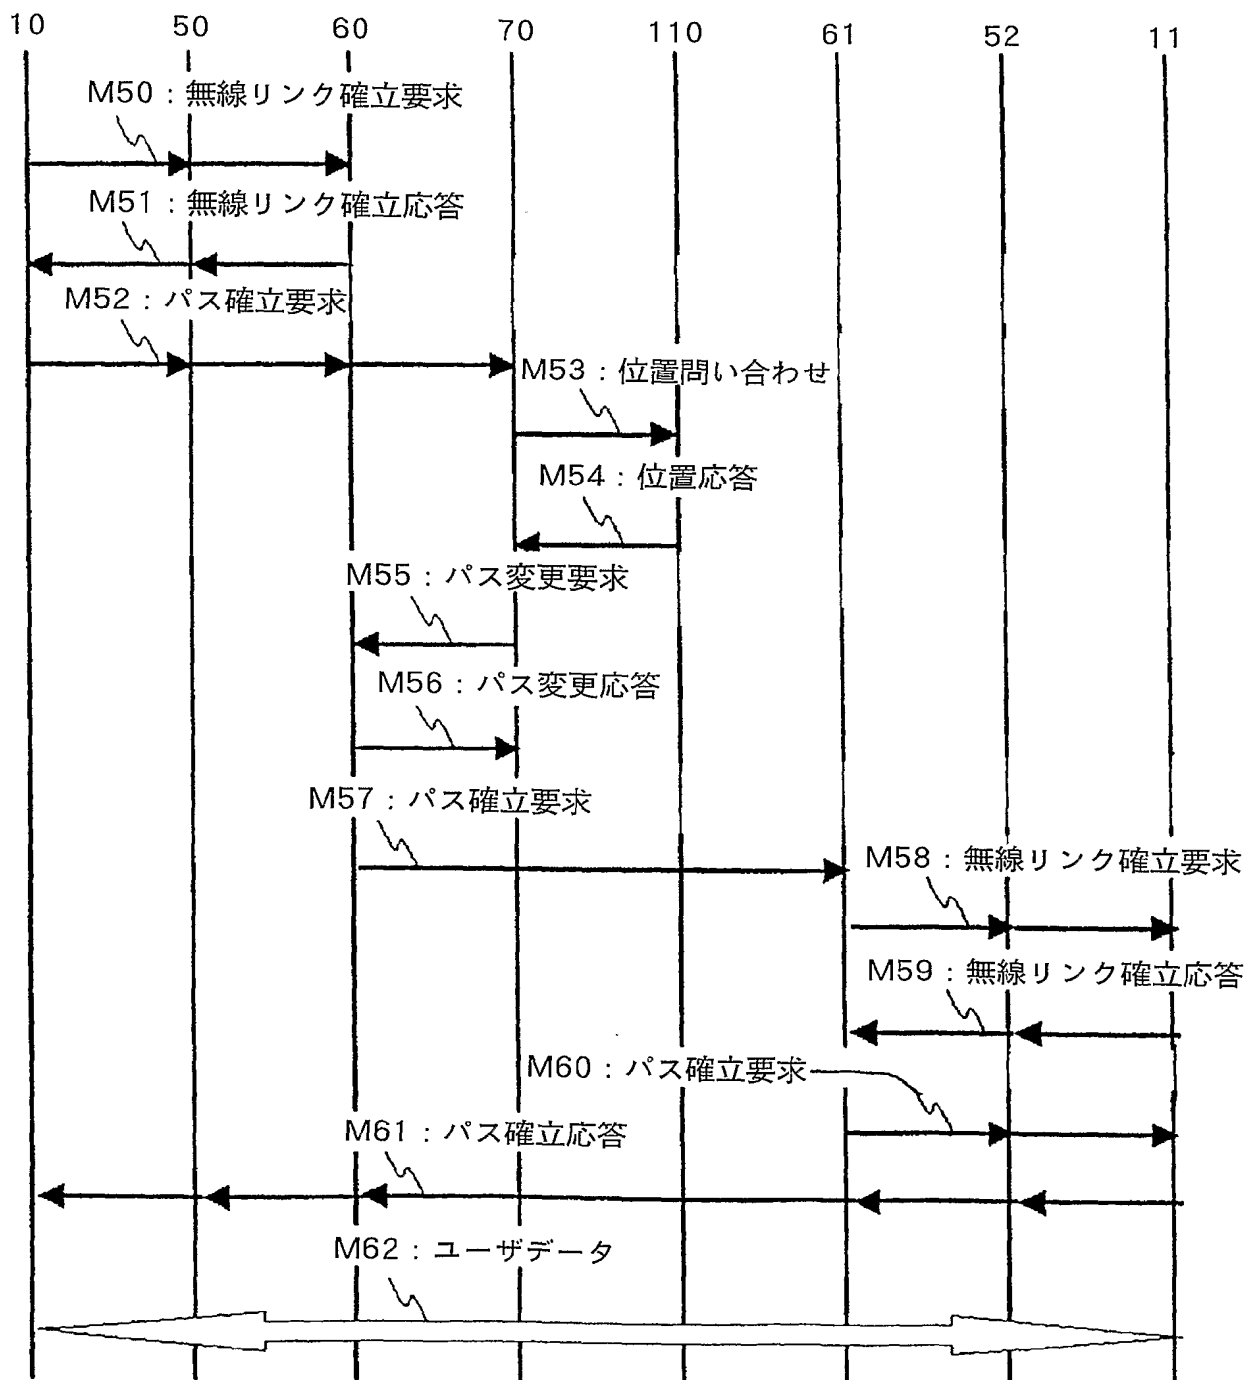 10 50 60 70 110 61 52 11
M50:無線リンク確立要求
M51:無線リンク確立応答
M52:パス確立要求
M53:位置問い合わせ
M54:位置応答
M55:パス変更要求
M56:パス変更応答
M57:パス確立要求
M58:無線リンク確立要求
M59:無線リンク確立応答
M60:パス確立要求
M61:パス確立応答
M62:ユーザデータ